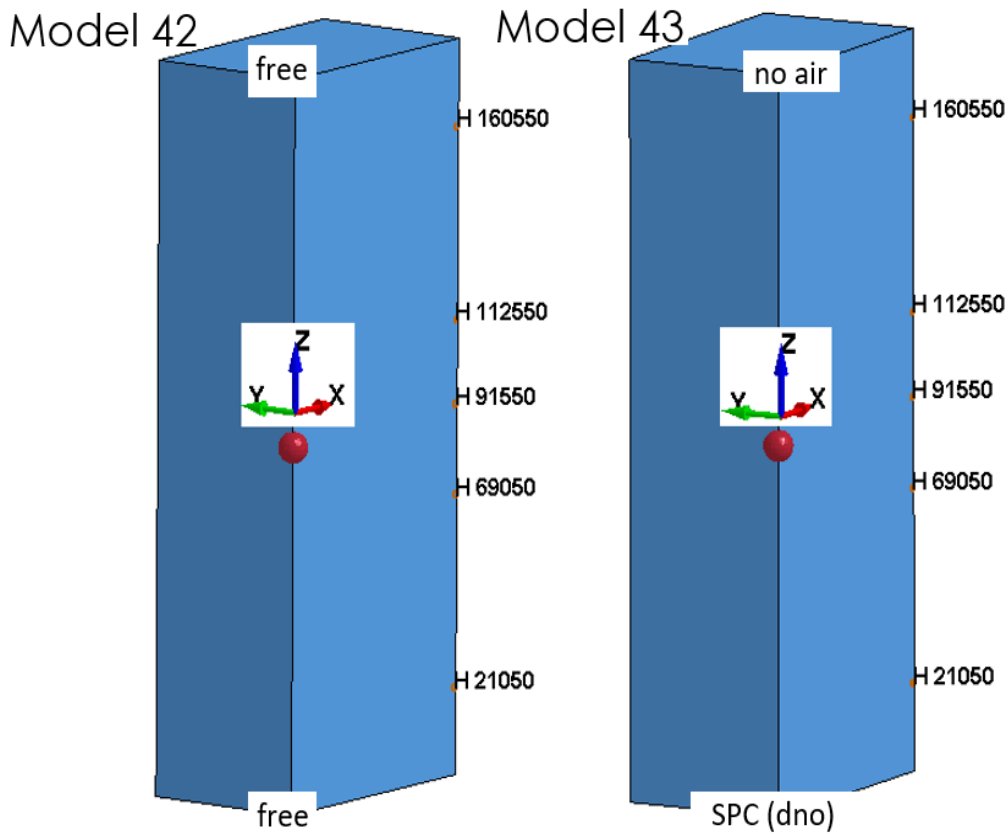 Model 42
free
H 160550
H 112550
Z
Y
X
H 91550
H 69050
H 21050
free
Model 43
no air
H 160550
H 112550
Z
Y
X
H 91550
H 69050
H 21050
SPC (dno)